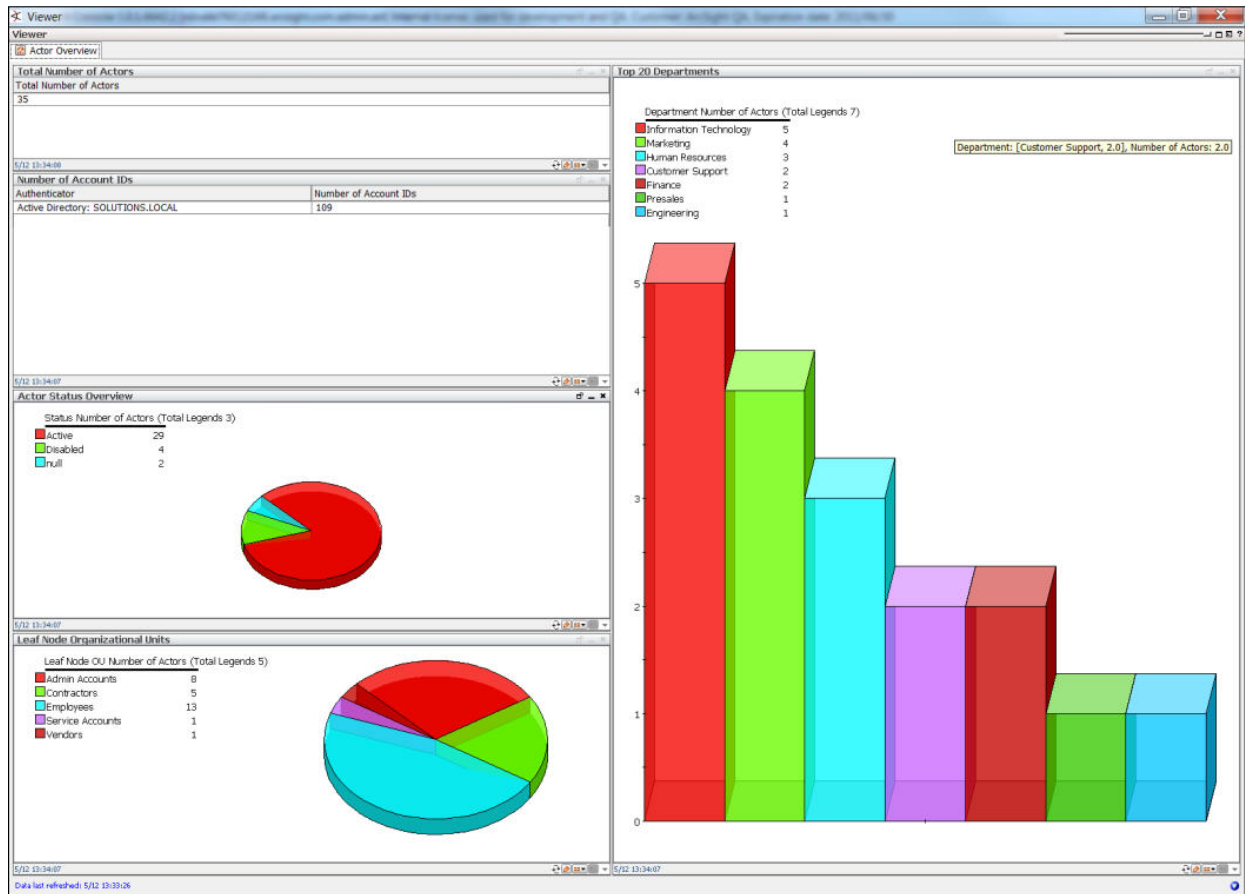 Viewer
Viewer
Actor Overview
Total Number of Actors
Total Number of Actors
35
5/12 13:34:08
Number of Account IDs
Authenticator Number of Account IDs
Active Directory: SOLUTIONS.LOCAL 109
5/12 13:34:07
Actor Status Overview
Status Number of Actors (Total Legends 3)
Active 29
Disabled 4
null 2
5/12 13:34:07
Leaf Node Organizational Units
Leaf Node OU Number of Actors (Total Legends 5)
Admin Accounts 8
Contractors 5
Employees 13
Service Accounts 1
Vendors 1
5/12 13:34:07
Top 20 Departments
Department Number of Actors (Total Legends 7)
Information Technology 5
Marketing 4
Human Resources 3
Customer Support 2
Finance 2
Presales 1
Engineering 1
Department: [Customer Support, 2.0], Number of Actors: 2.0
5
4
3
2
1
0
5/12 13:34:07
Data last refreshed: 5/12 13:33:26